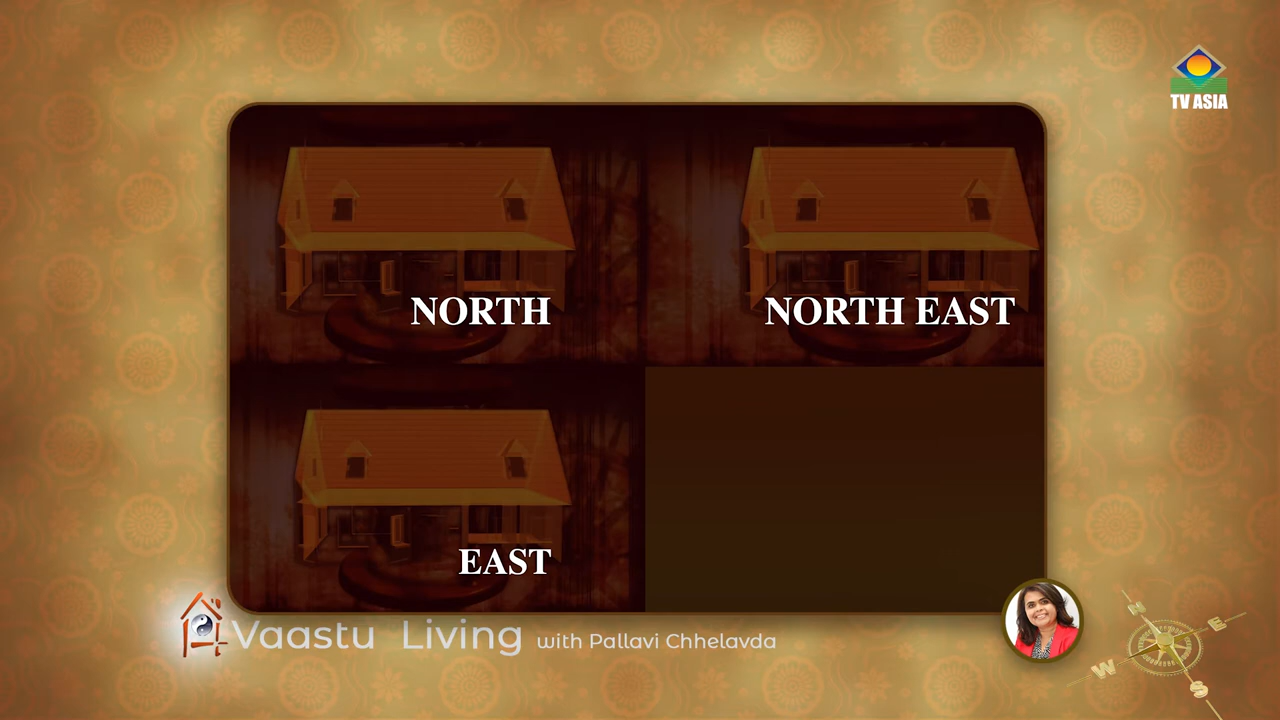 TV ASIA
NORTH
NORTH EAST
EAST
Vaastu Living with Pallavi Chhelavda
N
E
W
S